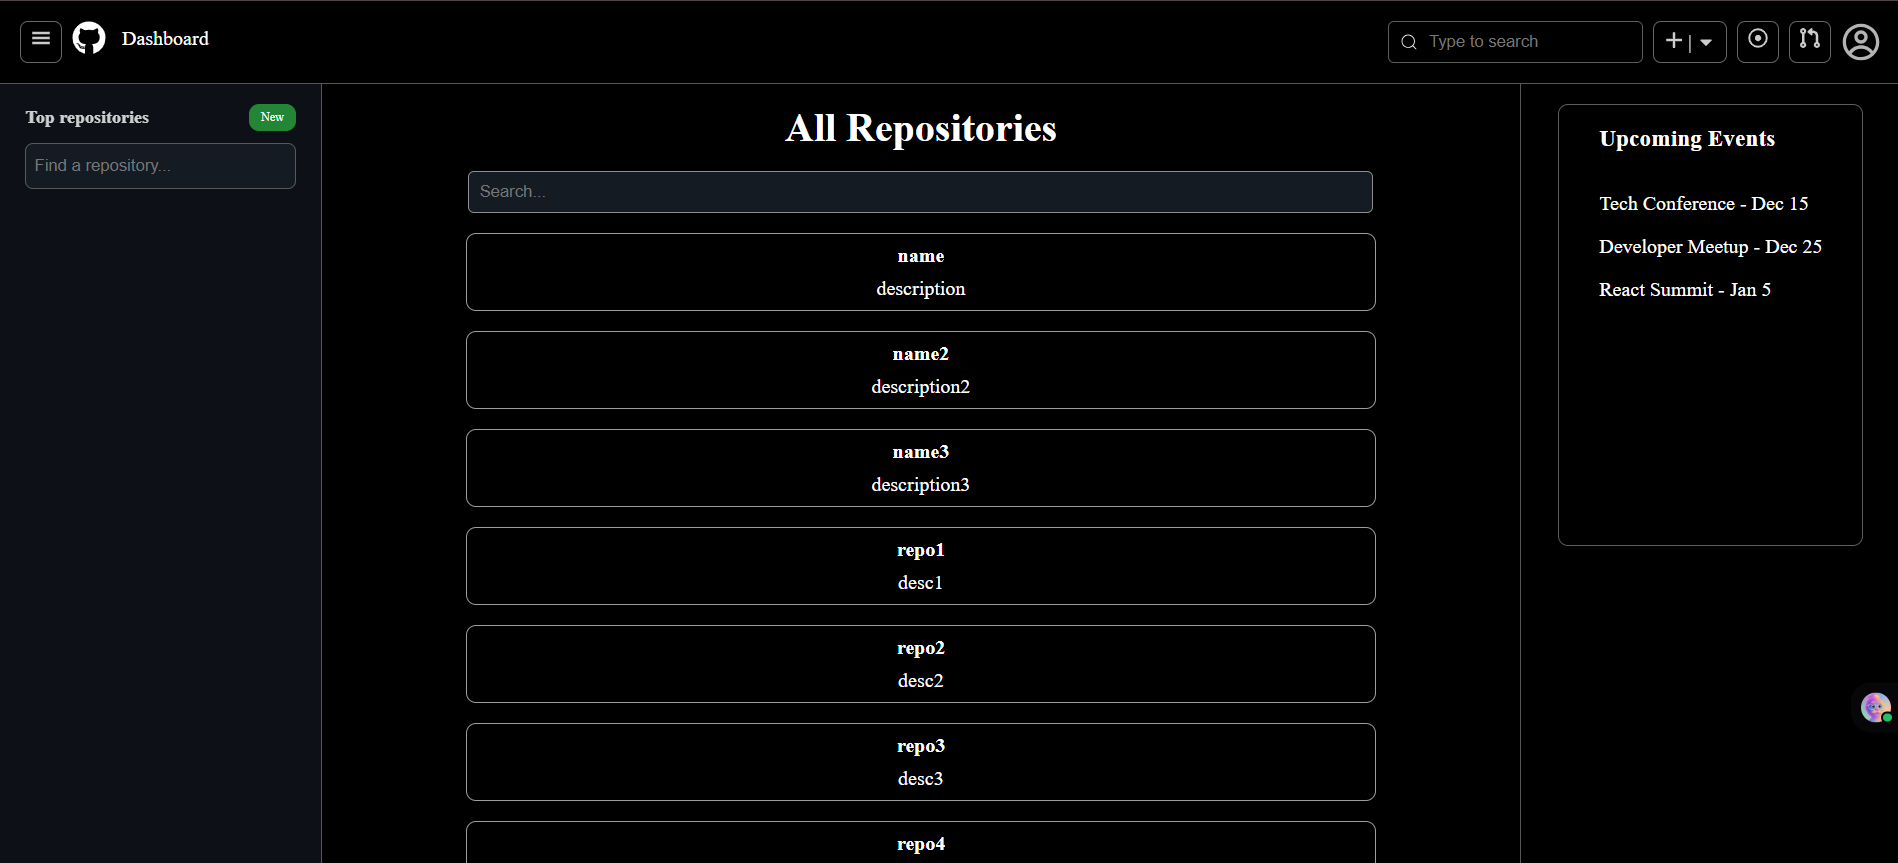 Dashboard
Type to search
Top repositories
New
Find a repository...
All Repositories
Search...
name
description
name2
description2
name3
description3
repo1
desc1
repo2
desc2
repo3
desc3
repo4
Upcoming Events
Tech Conference - Dec 15
Developer Meetup - Dec 25
React Summit - Jan 5